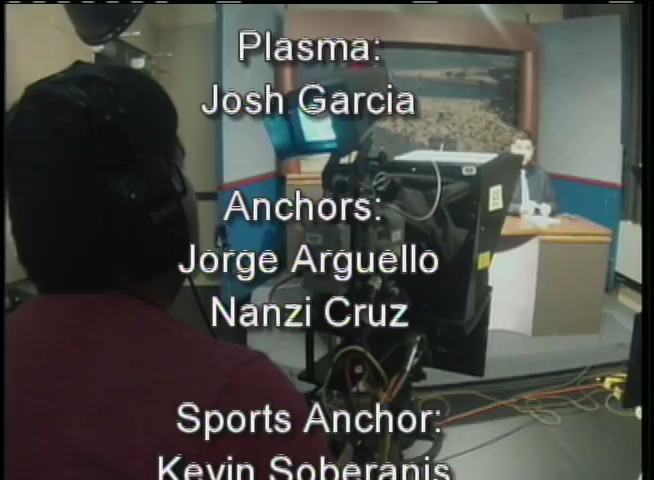 Plasma:
Josh Garcia
Anchors:
Jorge Arguello
Nanzi Cruz
Sports Anchor:
Kevin Soberanis